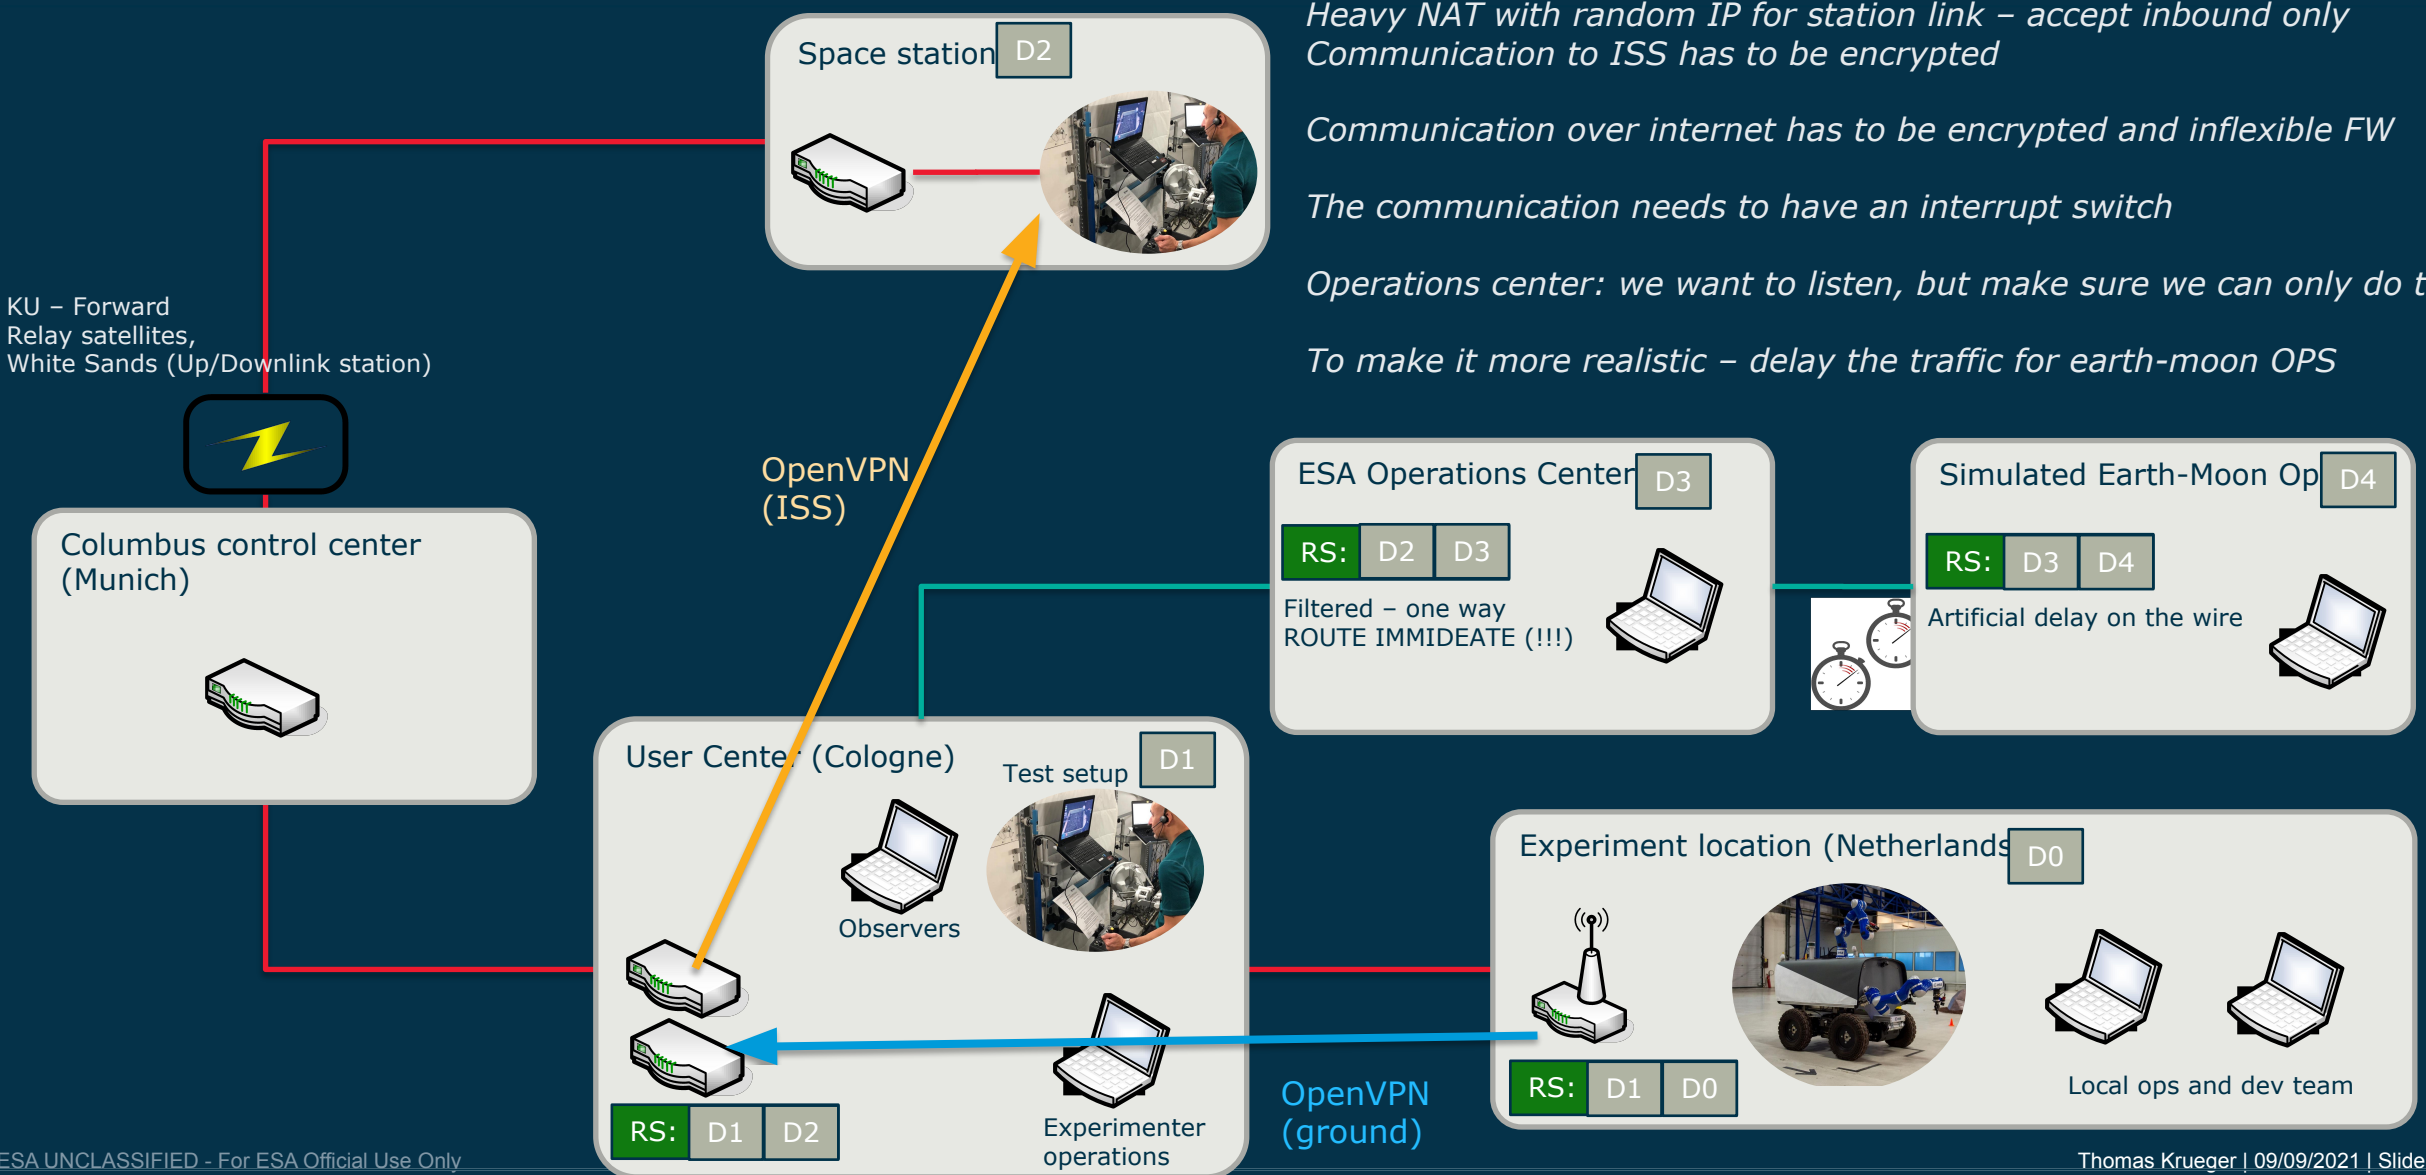 Heavy NAT with random IP for station link – accept inbound only
Communication to ISS has to be encrypted
Communication over internet has to be encrypted and inflexible FW
The communication needs to have an interrupt switch
Operations center: we want to listen, but make sure we can only do t
To make it more realistic – delay the traffic for earth-moon OPS
Space station
D2
KU – Forward
Relay satellites,
White Sands (Up/Downlink station)
OpenVPN
(ISS)
Columbus control center
(Munich)
ESA Operations Center
D3
RS: D2 D3
Filtered – one way
ROUTE IMMIDEATE (!!!)
Simulated Earth-Moon Op
D4
RS: D3 D4
Artificial delay on the wire
User Center (Cologne)
Test setup
D1
Observers
Experimenter
operations
RS: D1 D2
OpenVPN
(ground)
Experiment location (Netherlands
D0
RS: D1 D0
Local ops and dev team
ESA UNCLASSIFIED - For ESA Official Use Only
Thomas Krueger | 09/09/2021 | Slide